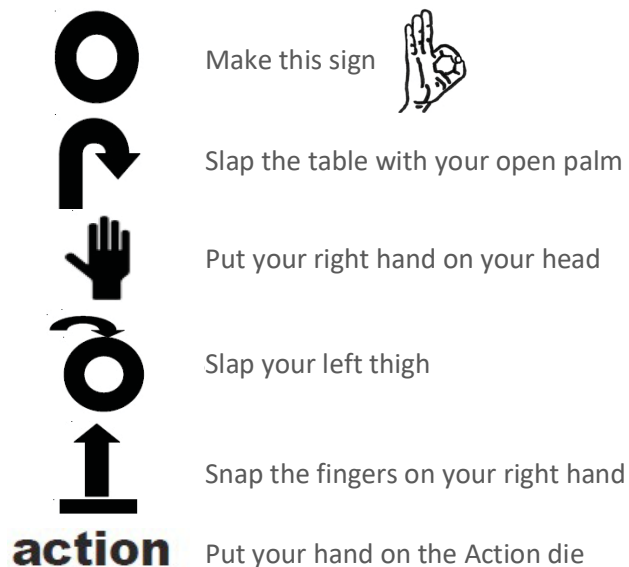 Make this sign
Slap the table with your open palm
Put your right hand on your head
Slap your left thigh
Snap the fingers on your right hand
action Put your hand on the Action die